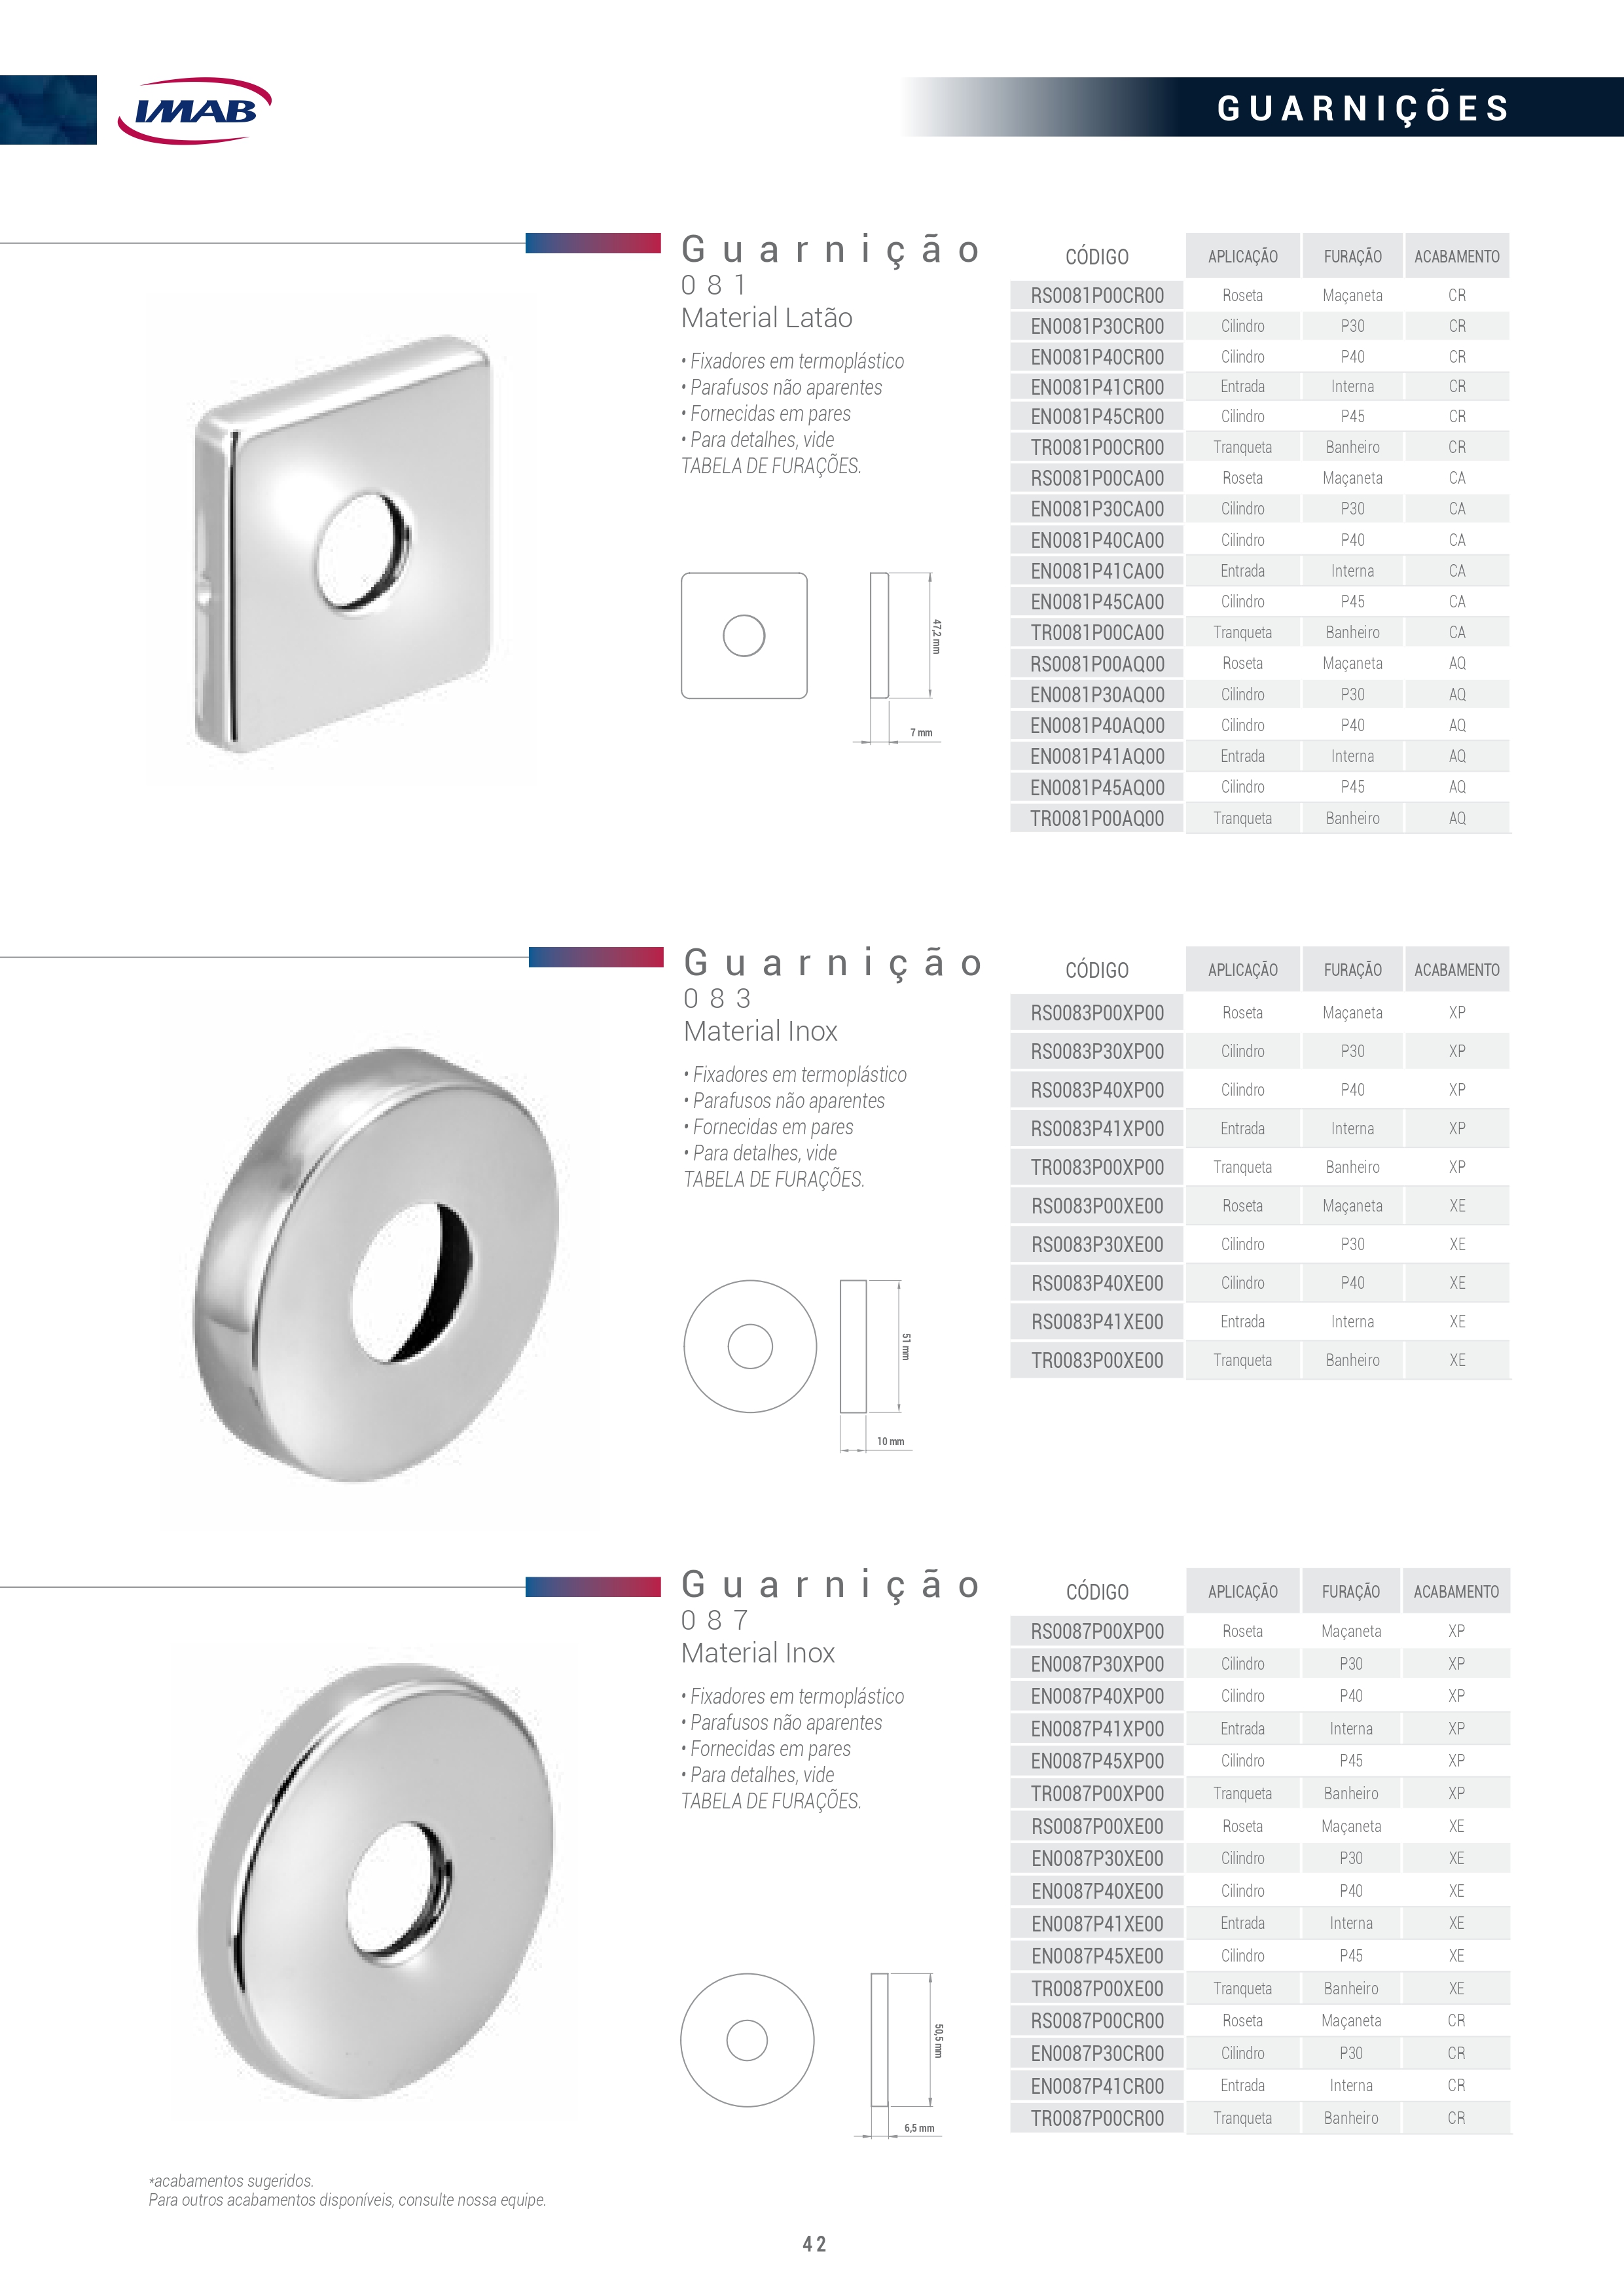 IMAB
GUARNIÇÕES
Guarnição
081
Material Latão
• Fixadores em termoplástico
• Parafusos não aparentes
• Fornecidas em pares
• Para detalhes, vide
TABELA DE FURAÇÕES.
47,2 mm
7 mm
CÓDIGO APLICAÇÃO FURAÇÃO ACABAMENTO
RS0081P00CR00 Roseta Maçaneta CR
EN0081P30CR00 Cilindro P30 CR
EN0081P40CR00 Cilindro P40 CR
EN0081P41CR00 Entrada Interna CR
EN0081P45CR00 Cilindro P45 CR
TR0081P00CR00 Tranqueta Banheiro CR
RS0081P00CA00 Roseta Maçaneta CA
EN0081P30CA00 Cilindro P30 CA
EN0081P40CA00 Cilindro P40 CA
EN0081P41CA00 Entrada Interna CA
EN0081P45CA00 Cilindro P45 CA
TR0081P00CA00 Tranqueta Banheiro CA
RS0081P00AQ00 Roseta Maçaneta AQ
EN0081P30AQ00 Cilindro P30 AQ
EN0081P40AQ00 Cilindro P40 AQ
EN0081P41AQ00 Entrada Interna AQ
EN0081P45AQ00 Cilindro P45 AQ
TR0081P00AQ00 Tranqueta Banheiro AQ
Guarnição
083
Material Inox
• Fixadores em termoplástico
• Parafusos não aparentes
• Fornecidas em pares
• Para detalhes, vide
TABELA DE FURAÇÕES.
51 mm
10 mm
CÓDIGO APLICAÇÃO FURAÇÃO ACABAMENTO
RS0083P00XP00 Roseta Maçaneta XP
RS0083P30XP00 Cilindro P30 XP
RS0083P40XP00 Cilindro P40 XP
RS0083P41XP00 Entrada Interna XP
TR0083P00XP00 Tranqueta Banheiro XP
RS0083P00XE00 Roseta Maçaneta XE
RS0083P30XE00 Cilindro P30 XE
RS0083P40XE00 Cilindro P40 XE
RS0083P41XE00 Entrada Interna XE
TR0083P00XE00 Tranqueta Banheiro XE
Guarnição
087
Material Inox
• Fixadores em termoplástico
• Parafusos não aparentes
• Fornecidas em pares
• Para detalhes, vide
TABELA DE FURAÇÕES.
50,5 mm
6,5 mm
CÓDIGO APLICAÇÃO FURAÇÃO ACABAMENTO
RS0087P00XP00 Roseta Maçaneta XP
EN0087P30XP00 Cilindro P30 XP
EN0087P40XP00 Cilindro P40 XP
EN0087P41XP00 Entrada Interna XP
EN0087P45XP00 Cilindro P45 XP
TR0087P00XP00 Tranqueta Banheiro XP
RS0087P00XE00 Roseta Maçaneta XE
EN0087P30XE00 Cilindro P30 XE
EN0087P40XE00 Cilindro P40 XE
EN0087P41XE00 Entrada Interna XE
EN0087P45XE00 Cilindro P45 XE
TR0087P00XE00 Tranqueta Banheiro XE
RS0087P00CR00 Roseta Maçaneta CR
EN0087P30CR00 Cilindro P30 CR
EN0087P41CR00 Entrada Interna CR
TR0087P00CR00 Tranqueta Banheiro CR
*acabamentos sugeridos.
Para outros acabamentos disponíveis, consulte nossa equipe.
42